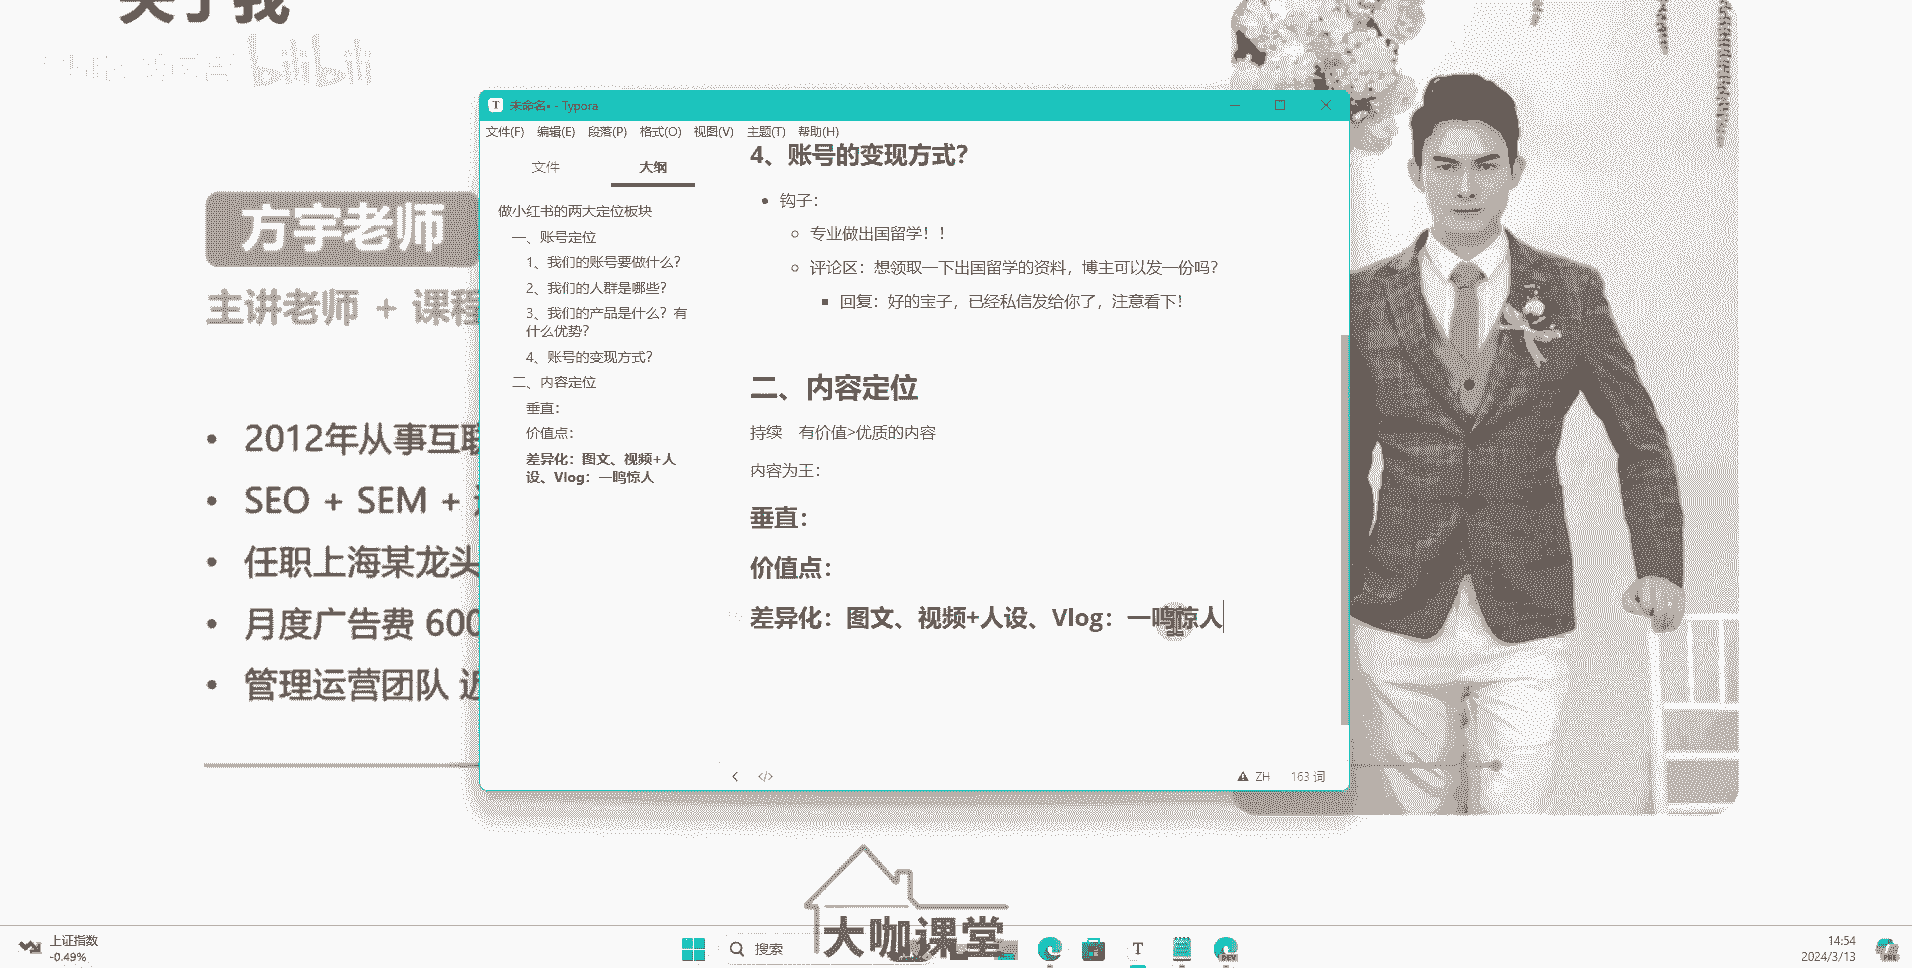 关于我
bilibili
方宇老师
主讲老师 + 课程
2012年从事互联
SEO + SEM +
任职上海某龙头
月度广告费 600
管理运营团队 近
未命名• - Typora
文件(F) 编辑(E) 段落(P) 格式(O) 视图(V) 主题(T) 帮助(H)
文件 大纲
做小红书的两大定位板块
一、账号定位
1、我们的账号要做什么？
2、我们的人群是哪些？
3、我们的产品是什么？有
什么优势？
4、账号的变现方式？
二、内容定位
垂直：
价值点：
差异化：图文、视频+人
设、Vlog：一鸣惊人
4、账号的变现方式？
钩子：
专业做出国留学！！
评论区：想领取一下出国留学的资料，博主可以发一份吗？
回复：好的宝子，已经私信发给你了，注意看下！
二、内容定位
持续 有价值>优质的内容
内容为王：
垂直：
价值点：
差异化：图文、视频+人设、Vlog：一鸣惊人
ZH 163 词
大咖课堂
上证指数
-0.49%
搜索
T
DEV
14:54
2024/3/13
PRE